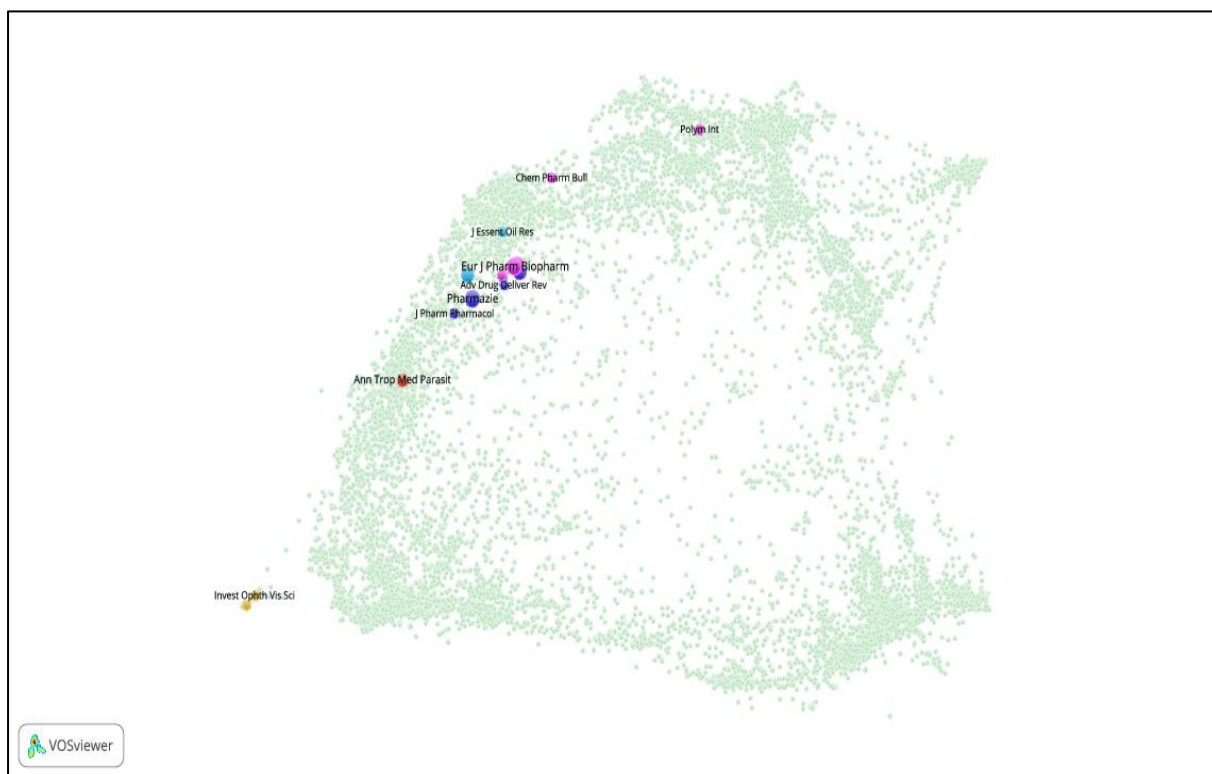 Polym Int
Chem Pharm Bull
J Essent Oil Res
Eur J Pharm Biopharm
Adv Drug Deliver Rev
Pharmazie
J Pharm Pharmacol
Ann Trop Med Parasit
Invest Ophth Vis Sci
VOSviewer